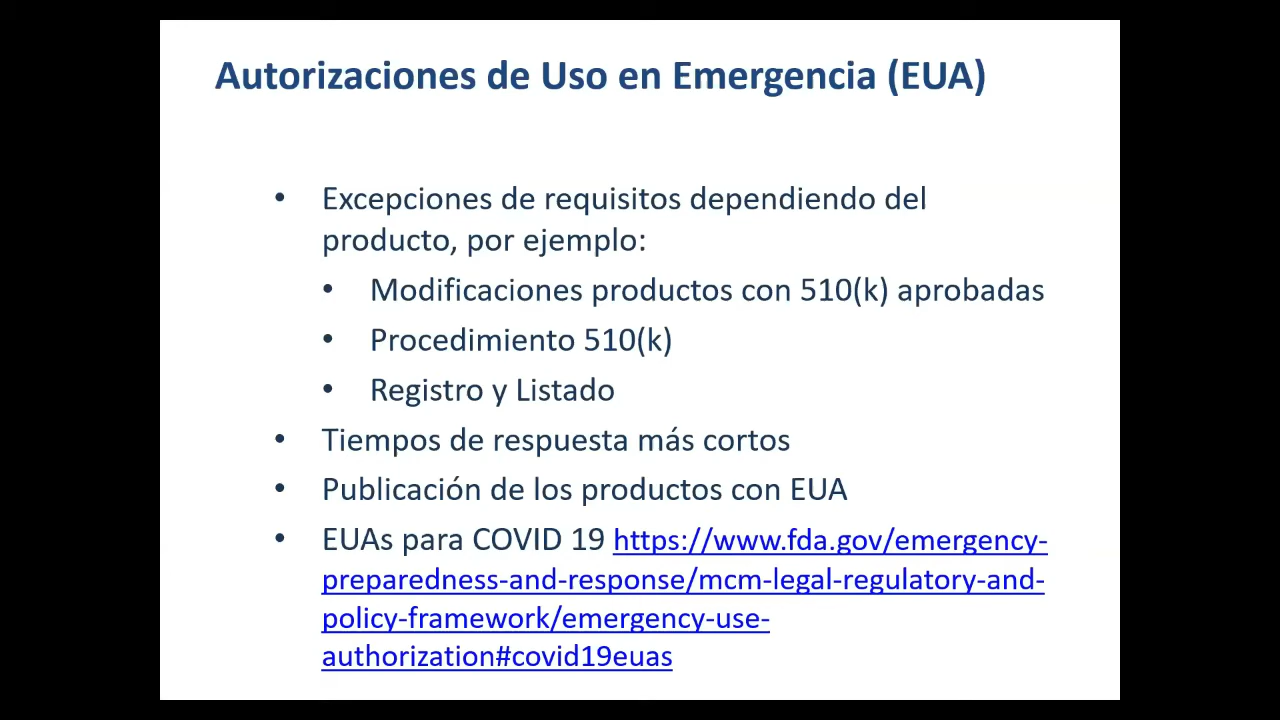 Autorizaciones de Uso en Emergencia (EUA)
• Excepciones de requisitos dependiendo del
producto, por ejemplo:
• Modificaciones productos con 510(k) aprobadas
• Procedimiento 510(k)
• Registro y Listado
• Tiempos de respuesta más cortos
• Publicación de los productos con EUA
• EUAs para COVID 19 https://www.fda.gov/emergency-
preparedness-and-response/mcm-legal-regulatory-and-
policy-framework/emergency-use-
authorization#covid19euas